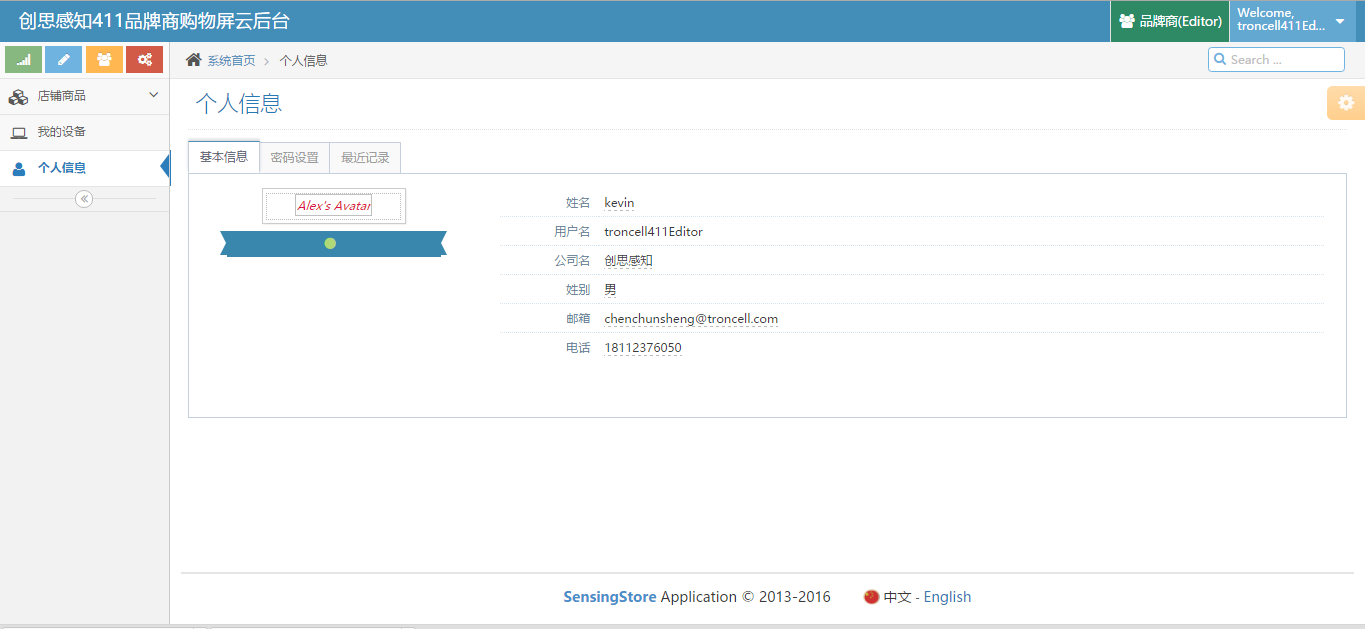 创思感知411品牌商购物屏云后台
品牌商(Editor)
Welcome,
troncell411Ed...
系统首页 > 个人信息
Search ...
店铺商品
我的设备
个人信息
个人信息
基本信息 密码设置 最近记录
Alex's Avatar
姓名 kevin
用户名 troncell411Editor
公司名 创思感知
姓别 男
邮箱 chenchunsheng@troncell.com
电话 18112376050
SensingStore Application © 2013-2016 中文 - English